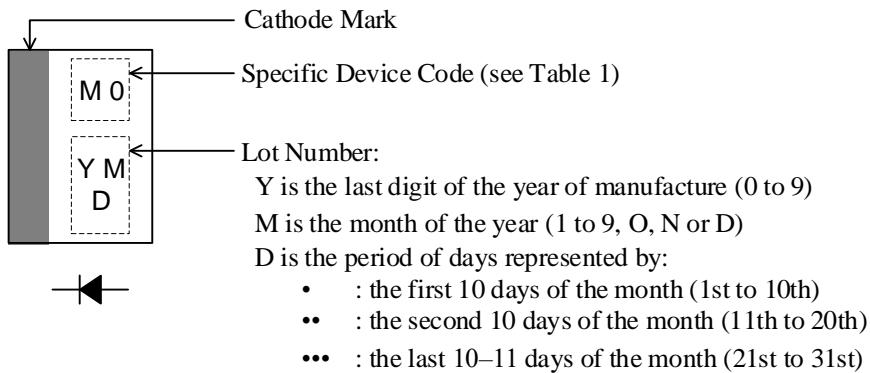 Cathode Mark
Specific Device Code (see Table 1)
M 0
Lot Number:
Y M
D
Y is the last digit of the year of manufacture (0 to 9)
M is the month of the year (1 to 9, O, N or D)
D is the period of days represented by:
• : the first 10 days of the month (1st to 10th)
•• : the second 10 days of the month (11th to 20th)
••• : the last 10–11 days of the month (21st to 31st)